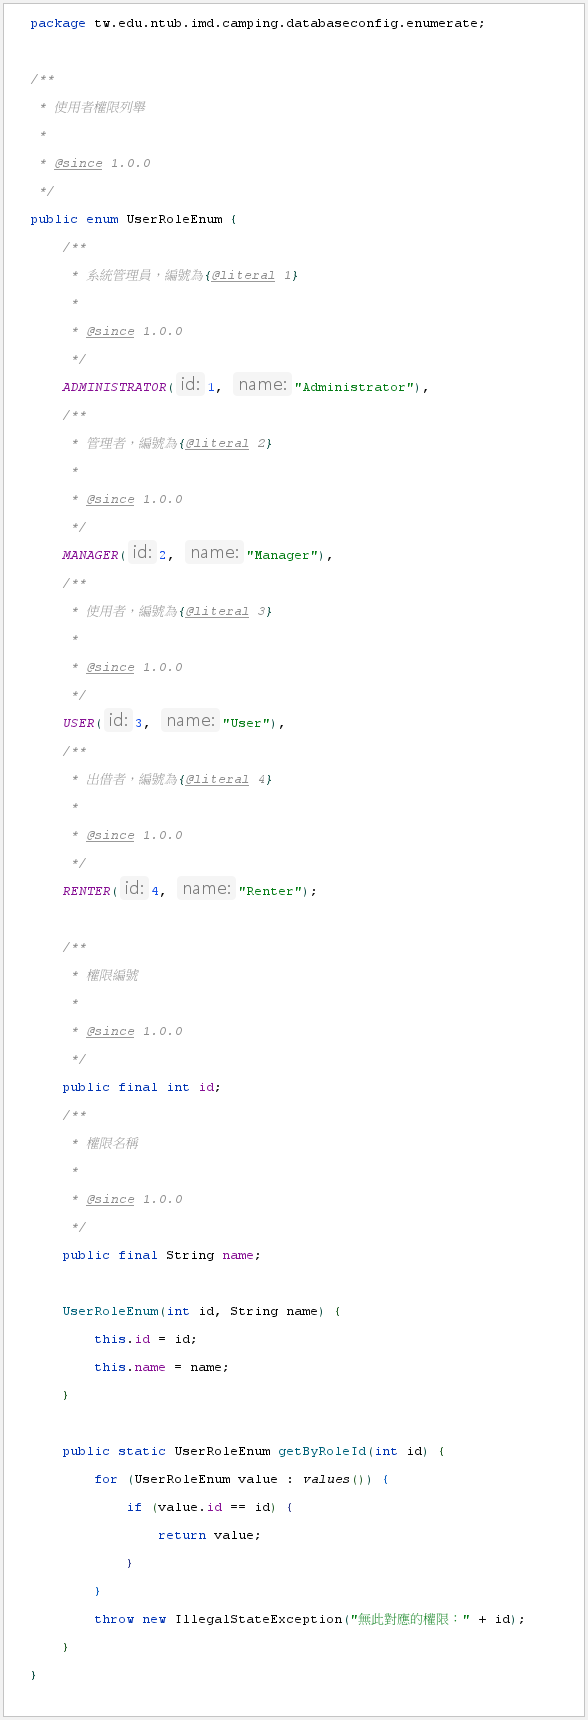 package tw.edu.ntub.imd.camping.databaseconfig.enumerate;
/**
 * 使用者權限列舉
 *
 * @since 1.0.0
 */
public enum UserRoleEnum {
    /**
     * 系統管理員，編號為{@literal 1}
     *
     * @since 1.0.0
     */
    ADMINISTRATOR( id: 1, name: "Administrator"),
    /**
     * 管理者，編號為{@literal 2}
     *
     * @since 1.0.0
     */
    MANAGER( id: 2, name: "Manager"),
    /**
     * 使用者，編號為{@literal 3}
     *
     * @since 1.0.0
     */
    USER( id: 3, name: "User"),
    /**
     * 出借者，編號為{@literal 4}
     *
     * @since 1.0.0
     */
    RENTER( id: 4, name: "Renter");
    /**
     * 權限編號
     *
     * @since 1.0.0
     */
    public final int id;
    /**
     * 權限名稱
     *
     * @since 1.0.0
     */
    public final String name;
    UserRoleEnum(int id, String name) {
        this.id = id;
        this.name = name;
    }
    public static UserRoleEnum getByRoleId(int id) {
        for (UserRoleEnum value : values()) {
            if (value.id == id) {
                return value;
            }
        }
        throw new IllegalStateException("無此對應的權限：" + id);
    }
}